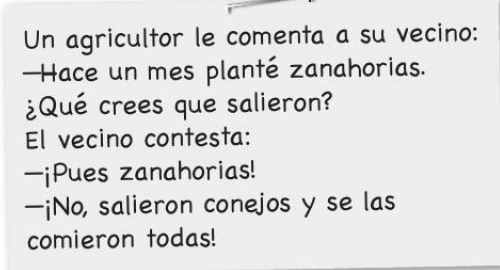 Un agricultor le comenta a su vecino:
—Hace un mes planté zanahorias.
¿Qué crees que salieron?
El vecino contesta:
—¡Pues zanahorias!
—¡No, salieron conejos y se las
comieron todas!